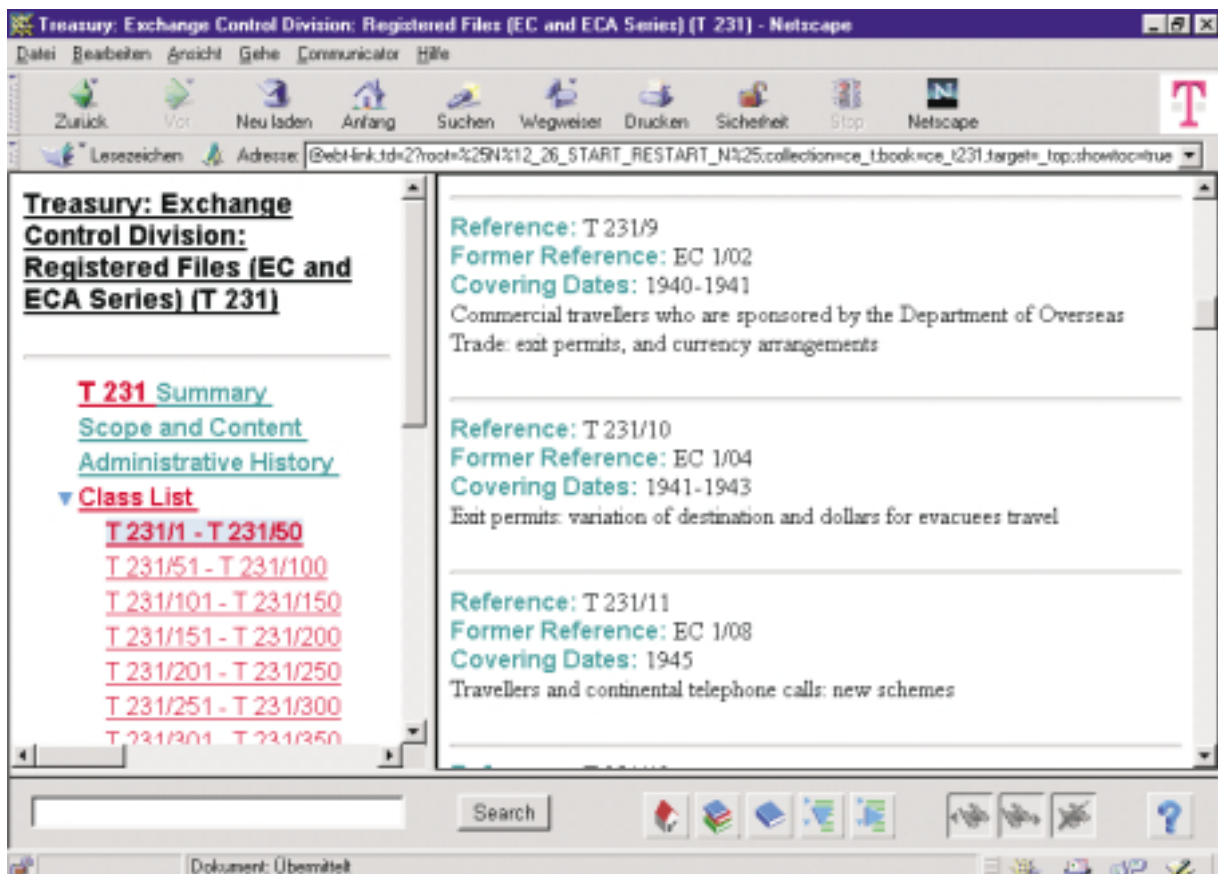 Treasury: Exchange Control Division: Registered Files (EC and ECA Series) (T 231) - Netscape
Datei Bearbeiten Ansicht Gehe Communicator Hilfe
Zurück Vor Neu laden Anfang Suchen Wegweiser Drucken Sicherheit Stop Netscape
T
Lesezeichen Adresse: @ebt-link;td=2?root=%25N%12_26_START_RESTART_N%25;collection=ce_t;book=ce_t231;target=_top;showtoc=true
Treasury: Exchange
Control Division:
Registered Files (EC and
ECA Series) (T 231)
T 231 Summary
Scope and Content
Administrative History
Class List
T 231/1 - T 231/50
T 231/51 - T 231/100
T 231/101 - T 231/150
T 231/151 - T 231/200
T 231/201 - T 231/250
T 231/251 - T 231/300
T 231/301 - T 231/350
Reference: T 231/9
Former Reference: EC 1/02
Covering Dates: 1940-1941
Commercial travellers who are sponsored by the Department of Overseas
Trade: exit permits, and currency arrangements
Reference: T 231/10
Former Reference: EC 1/04
Covering Dates: 1941-1943
Exit permits: variation of destination and dollars for evacuees travel
Reference: T 231/11
Former Reference: EC 1/08
Covering Dates: 1945
Travellers and continental telephone calls: new schemes
Search
Dokument: Übermittelt